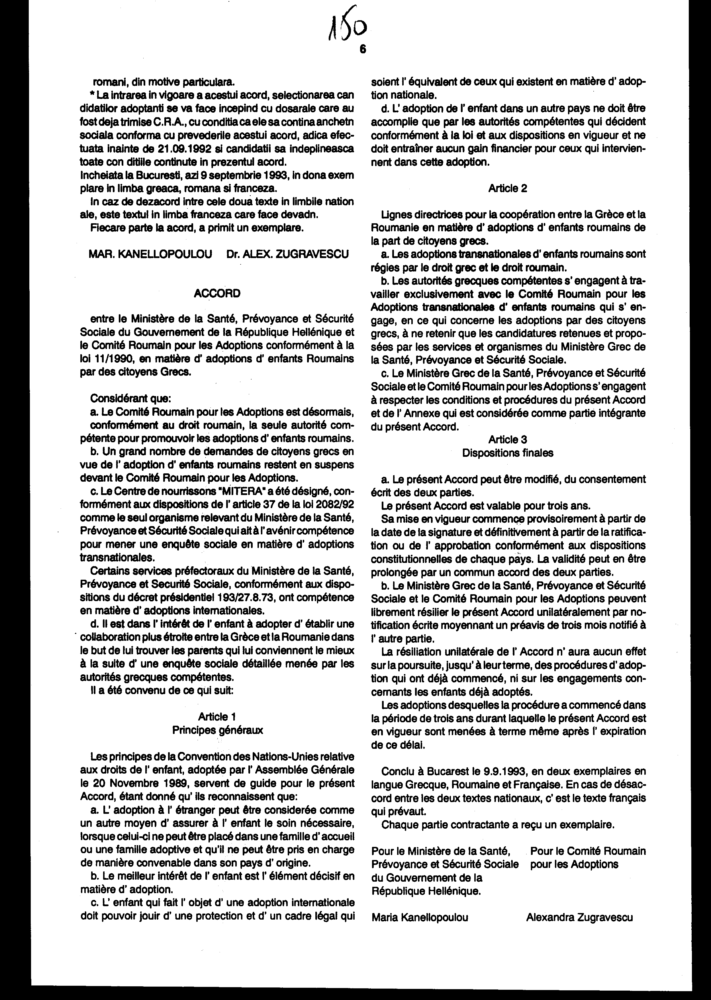 150
6
romani, din motive particulara.
* La intrarea in vigoare a acestui acord, selectionarea can
didatilor adoptanti se va face incepind cu dosarale care au
fost deja trimise C.R.A., cu conditia ca ele sa contina anchetn
sociala conforma cu prevederile acestui acord, adica efec-
tuata inainte de 21.09.1992 si candidatii sa indeplineasca
toate con ditiile continute in prezentul acord.
Incheiata la Bucuresti, azi 9 septembrie 1993, in dona exem
plare in limba greaca, romana si franceza.
In caz de dezacord intre cele doua texte in limbile nation
ale, este textul in limba franceza care face devadn.
Fiecare parte la acord, a primit un exemplare.
MAR. KANELLOPOULOU Dr. ALEX. ZUGRAVESCU
ACCORD
entre le Ministère de la Santé, Prévoyance et Sécurité
Sociale du Gouvernement de la République Hellénique et
le Comité Roumain pour les Adoptions conformément à la
loi 11/1990, en matière d' adoptions d' enfants Roumains
par des citoyens Grecs.
Considérant que:
a. Le Comité Roumain pour les Adoptions est désormais,
conformément au droit roumain, la seule autorité com-
pétente pour promouvoir les adoptions d' enfants roumains.
b. Un grand nombre de demandes de citoyens grecs en
vue de l' adoption d' enfants roumains restent en suspens
devant le Comité Roumain pour les Adoptions.
c. Le Centre de nourrissons "MITERA" a été désigné, con-
formément aux dispositions de l' article 37 de la loi 2082/92
comme le seul organisme relevant du Ministère de la Santé,
Prévoyance et Sécurité Sociale qui ait à l' avénir compétence
pour mener une enquête sociale en matière d' adoptions
transnationales.
Certains services préfectoraux du Ministère de la Santé,
Prévoyance et Securité Sociale, conformément aux dispo-
sitions du décret présidentiel 193/27.8.73, ont compétence
en matière d' adoptions internationales.
d. Il est dans l' intérêt de l' enfant à adopter d' établir une
collaboration plus étroite entre la Grèce et la Roumanie dans
le but de lui trouver les parents qui lui conviennent le mieux
à la suite d' une enquête sociale détaillée menée par les
autorités grecques compétentes.
Il a été convenu de ce qui suit:
Article 1
Principes généraux
Les principes de la Convention des Nations-Unies relative
aux droits de l' enfant, adoptée par l' Assemblée Générale
le 20 Novembre 1989, servent de guide pour le présent
Accord, étant donné qu' ils reconnaissent que:
a. L' adoption à l' étranger peut être considerée comme
un autre moyen d' assurer à l' enfant le soin nécessaire,
lorsque celui-ci ne peut être placé dans une famille d' accueil
ou une famille adoptive et qu'il ne peut être pris en charge
de manière convenable dans son pays d' origine.
b. Le meilleur intérêt de l' enfant est l' élément décisif en
matière d' adoption.
c. L' enfant qui fait l' objet d' une adoption internationale
doit pouvoir jouir d' une protection et d' un cadre légal qui
soient l' équivalent de ceux qui existent en matière d' adop-
tion nationale.
d. L' adoption de l' enfant dans un autre pays ne doit être
accomplie que par les autorités compétentes qui décident
conformément à la loi et aux dispositions en vigueur et ne
doit entraîner aucun gain financier pour ceux qui intervien-
nent dans cette adoption.
Article 2
Lignes directrices pour la coopération entre la Grèce et la
Roumanie en matière d' adoptions d' enfants roumains de
la part de citoyens grecs.
a. Les adoptions transnationales d' enfants roumains sont
régies par le droit grec et le droit roumain.
b. Les autorités grecques compétentes s' engagent à tra-
vailler exclusivement avec le Comité Roumain pour les
Adoptions transnationales d' enfants roumains qui s' en-
gage, en ce qui concerne les adoptions par des citoyens
grecs, à ne retenir que les candidatures retenues et propo-
sées par les services et organismes du Ministère Grec de
la Santé, Prévoyance et Sécurité Sociale.
c. Le Ministère Grec de la Santé, Prévoyance et Sécurité
Sociale et le Comité Roumain pour les Adoptions s' engagent
à respecter les conditions et procédures du présent Accord
et de l' Annexe qui est considérée comme partie intégrante
du présent Accord.
Article 3
Dispositions finales
a. Le présent Accord peut être modifié, du consentement
écrit des deux parties.
Le présent Accord est valable pour trois ans.
Sa mise en vigueur commençe provisoirement à partir de
la date de la signature et définitivement à partir de la ratifica-
tion ou de l' approbation conformément aux dispositions
constitutionnelles de chaque pays. La validité peut en être
prolongée par un commun accord des deux parties.
b. Le Ministère Grec de la Santé, Prévoyance et Sécurité
Sociale et le Comité Roumain pour les Adoptions peuvent
librement résilier le présent Accord unilatéralement par no-
tification écrite moyennant un préavis de trois mois notifié à
l' autre partie.
La résiliation unilatérale de l' Accord n' aura aucun effet
sur la poursuite, jusqu' à leur terme, des procédures d' adop-
tion qui ont déjà commencé, ni sur les engagements con-
cernants les enfants déjà adoptés.
Les adoptions desquelles la procédure a commencé dans
la période de trois ans durant laquelle le présent Accord est
en vigueur sont menées à terme même après l' expiration
de ce délai.
Conclu à Bucarest le 9.9.1993, en deux exemplaires en
langue Grecque, Roumaine et Française. En cas de désac-
cord entre les deux textes nationaux, c' est le texte français
qui prévaut.
Chaque partie contractante a reçu un exemplaire.
Pour le Ministère de la Santé, Pour le Comité Roumain
Prévoyance et Sécurité Sociale pour les Adoptions
du Gouvernement de la
République Hellénique.
Maria Kanellopoulou Alexandra Zugravescu